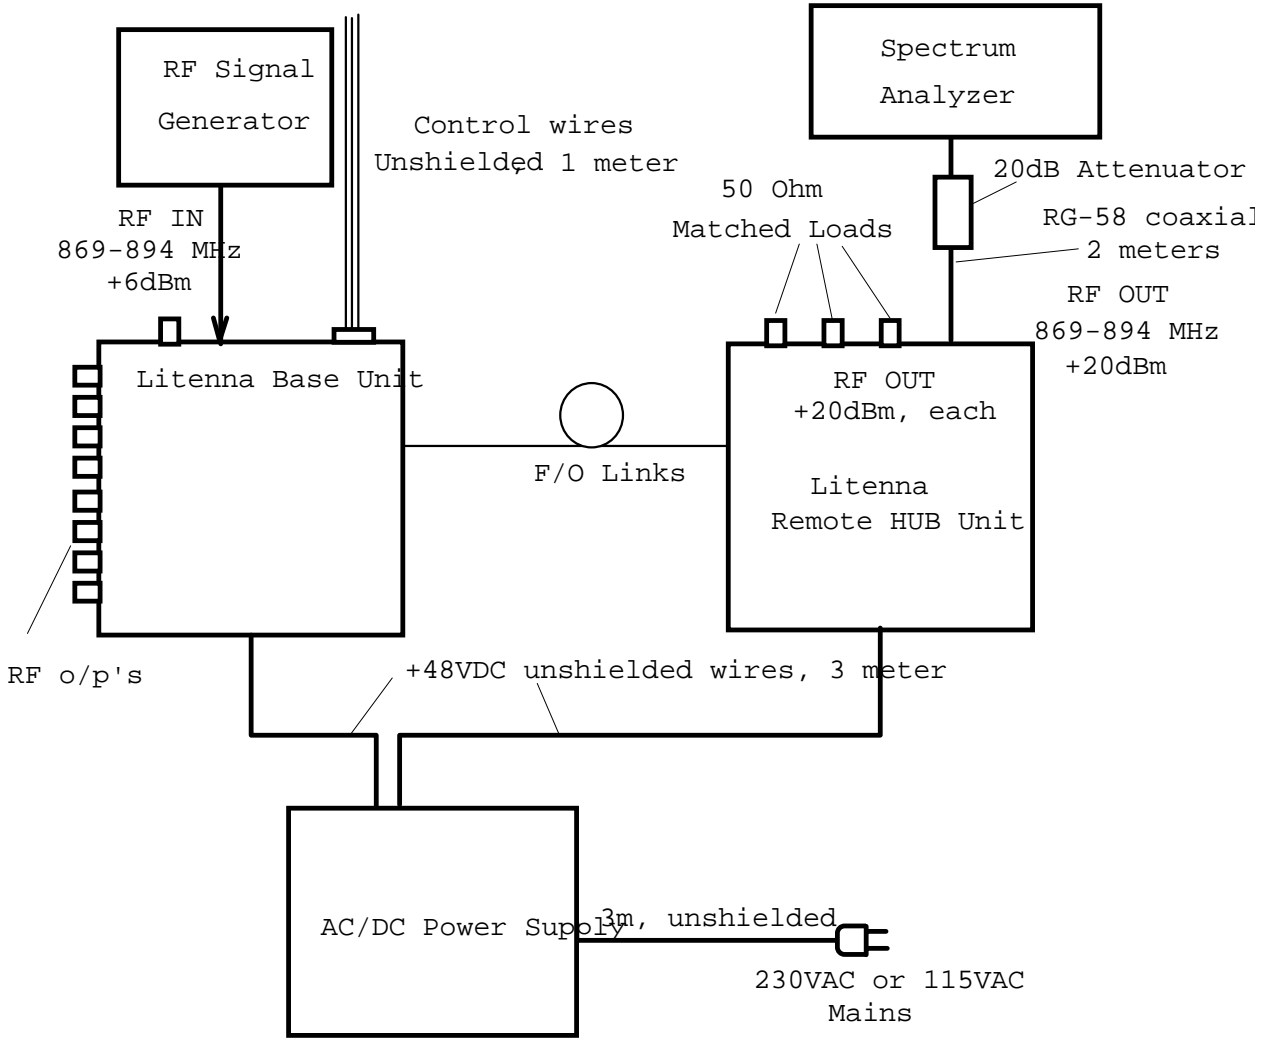 RF Signal
Generator
Control wires
Unshielded, 1 meter
RF IN
869-894 MHz
+6dBm
Litenna Base Unit
RF o/p's
F/O Links
Spectrum
Analyzer
20dB Attenuator
RG-58 coaxial
2 meters
50 Ohm
Matched Loads
RF OUT
869-894 MHz
+20dBm
RF OUT
+20dBm, each
Litenna
Remote HUB Unit
+48VDC unshielded wires, 3 meter
AC/DC Power Supply
3m, unshielded
230VAC or 115VAC
Mains